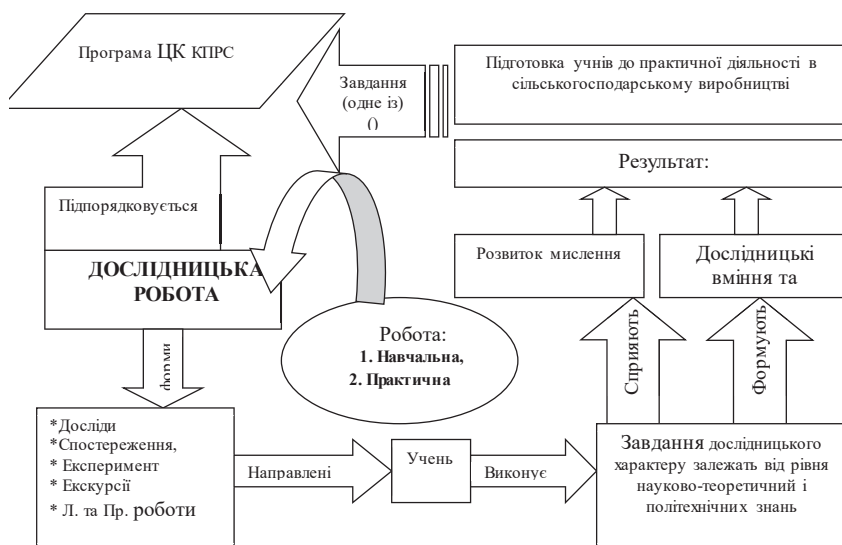 Програма ЦК КПРС
Завдання
(одне із)
()
Підготовка учнів до практичної діяльності в
сільськогосподарському виробництві
Результат:
Підпорядковується
ДОСЛІДНИЦЬКА
РОБОТА
Розвиток мислення
Дослідницькі
вміння та
Робота:
1. Навчальна,
2. Практична
форми
Сприяють
Формують
*Досліди
*Спостереження,
* Експеримент
* Екскурсії
* Л. та Пр. роботи
Направлені
Учень
Виконує
Завдання дослідницького
характеру залежать від рівня
науково-теоретичний і
політехнічних знань